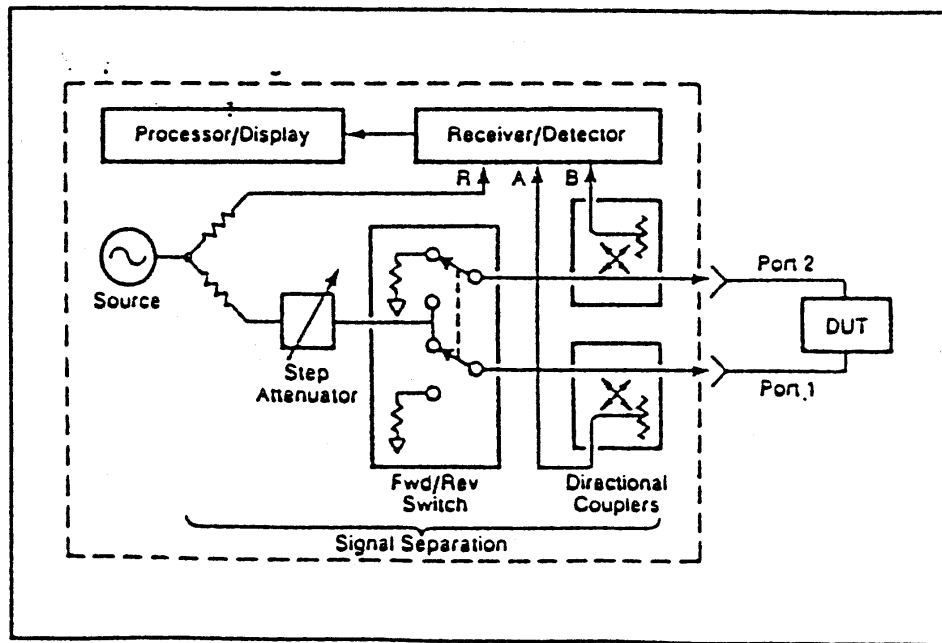 Processor/Display
Receiver/Detector
R
A
B
Source
Step
Attenuator
Fwd/Rev
Switch
Directional
Couplers
Port 2
DUT
Port 1
Signal Separation